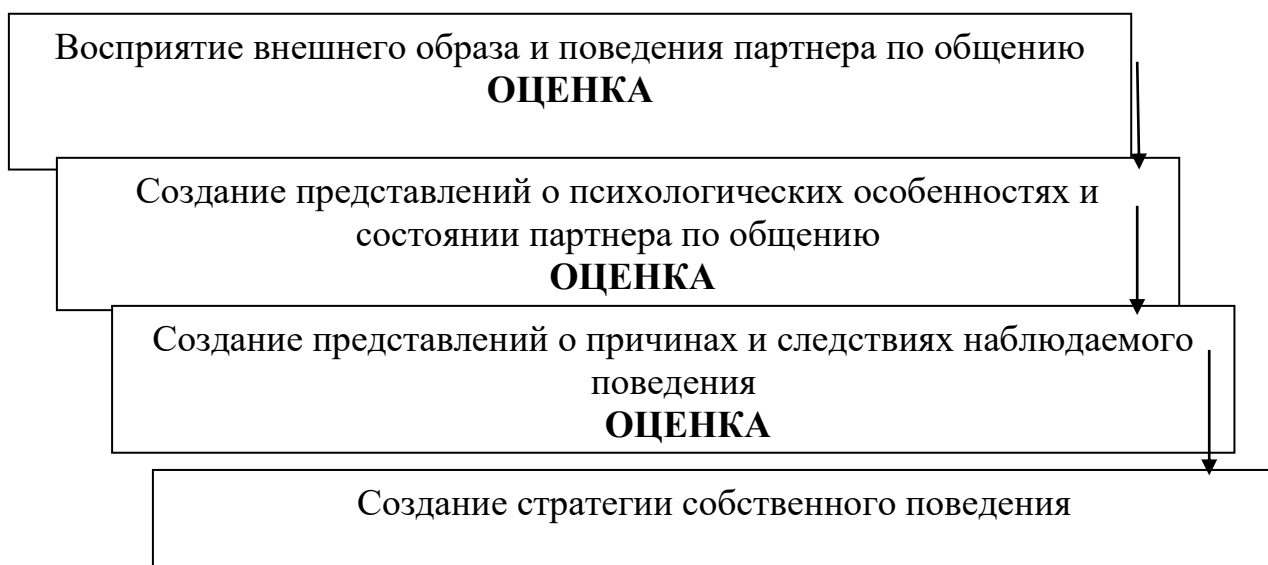 Восприятие внешнего образа и поведения партнера по общению
ОЦЕНКА
Создание представлений о психологических особенностях и
состоянии партнера по общению
ОЦЕНКА
Создание представлений о причинах и следствиях наблюдаемого
поведения
ОЦЕНКА
Создание стратегии собственного поведения